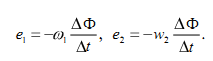 e₁ = −ω₁ ΔΦ/Δt, e₂ = −w₂ ΔΦ/Δt.